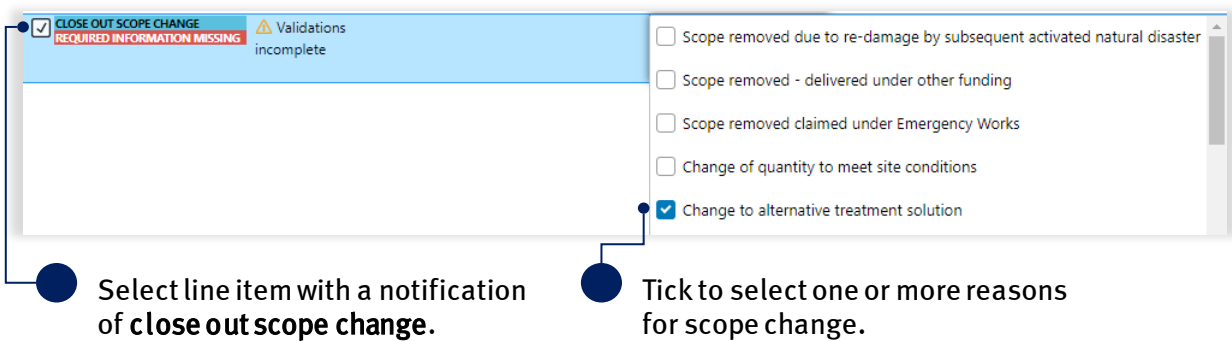 CLOSE OUT SCOPE CHANGE
REQUIRED INFORMATION MISSING
Validations
incomplete
Scope removed due to re-damage by subsequent activated natural disaster
Scope removed - delivered under other funding
Scope removed claimed under Emergency Works
Change of quantity to meet site conditions
Change to alternative treatment solution
Select line item with a notification
of close out scope change.
Tick to select one or more reasons
for scope change.